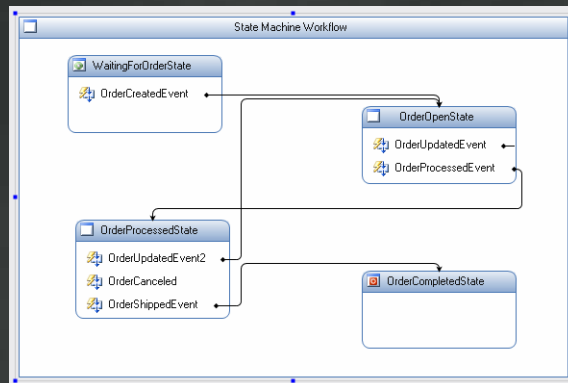 State Machine Workflow
WaitingForOrderState
OrderCreatedEvent
OrderOpenState
OrderUpdatedEvent
OrderProcessedEvent
OrderProcessedState
OrderUpdatedEvent2
OrderCanceled
OrderShippedEvent
OrderCompletedState